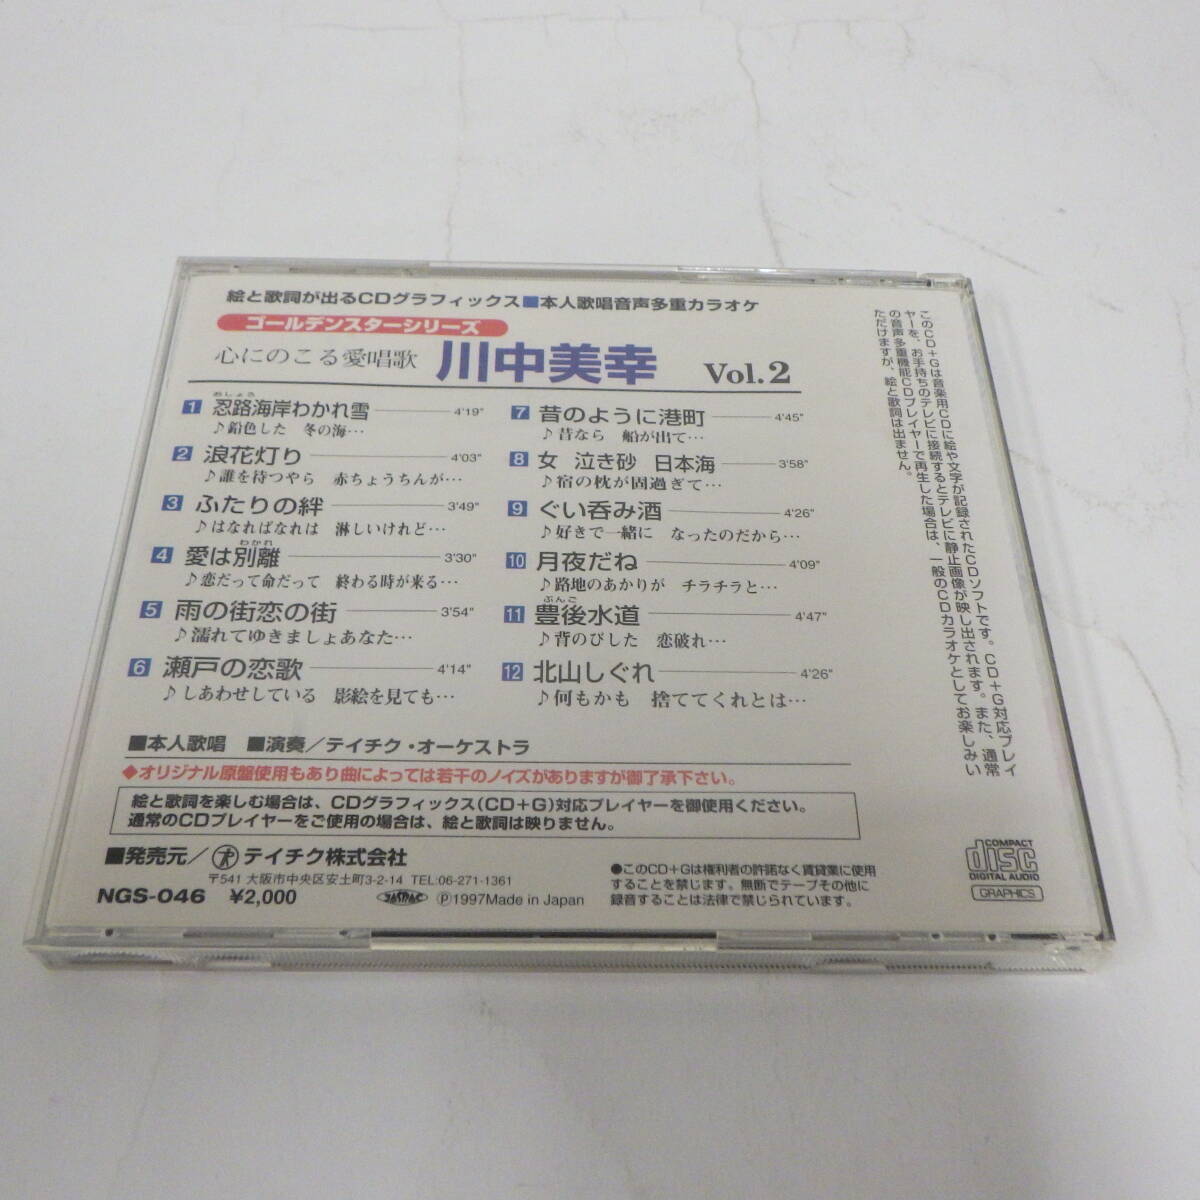 絵と歌詞が出るCDグラフィックス■本人歌唱音声多重カラオケ
ゴールデンスターシリーズ
心にのこる愛唱歌 川中美幸 Vol.2
おしょろ
1 忍路海岸わかれ雪 4'19"
♪鉛色した 冬の海…
2 浪花灯り 4'03"
♪誰を待つやら 赤ちょうちんが…
3 ふたりの絆 3'49"
♪はなればなれは 淋しいけれど…
わかれ
4 愛は別離 3'30"
♪恋だって命だって 終わる時が来る…
5 雨の街恋の街 3'54"
♪濡れてゆきましょあなた…
6 瀬戸の恋歌 4'14"
♪しあわせしている 影絵を見ても…
7 昔のように港町 4'45"
♪昔なら 船が出て…
8 女 泣き砂 日本海 3'58"
♪宿の枕が固過ぎて…
9 ぐい呑み酒 4'26"
♪好きで一緒に なったのだから…
10 月夜だね 4'09"
♪路地のあかりが チラチラと…
ぶんご
11 豊後水道 4'47"
♪背のびした 恋破れ…
12 北山しぐれ 4'26"
♪何もかも 捨ててくれとは…
■本人歌唱 ■演奏/テイチク・オーケストラ
◆オリジナル原盤使用もあり曲によっては若干のノイズがありますが御了承下さい。
絵と歌詞を楽しむ場合は、CDグラフィックス(CD+G)対応プレイヤーを御使用ください。
通常のCDプレイヤーをご使用の場合は、絵と歌詞は映りません。
■発売元/テイチク株式会社
〒541 大阪市中央区安土町3-2-14 TEL:06-271-1361
NGS-046 ¥2,000 JASRAC Ⓟ1997Made in Japan
●このCD+Gは権利者の許諾なく賃貸業に使用
することを禁じます。無断でテープその他に
録音することは法律で禁じられています。
このCD+Gは音楽用CDに絵や文字が記録されたCDソフトです。CD+G対応プレイ
ヤーを、お手持ちのテレビに接続するとテレビに静止画像が映し出されます。また、通常
の音声多重機能CDプレイヤーで再生した場合は、一般のCDカラオケとしてお楽しみい
ただけますが、絵と歌詞は出ません。
COMPACT
disc
DIGITAL AUDIO
GRAPHICS